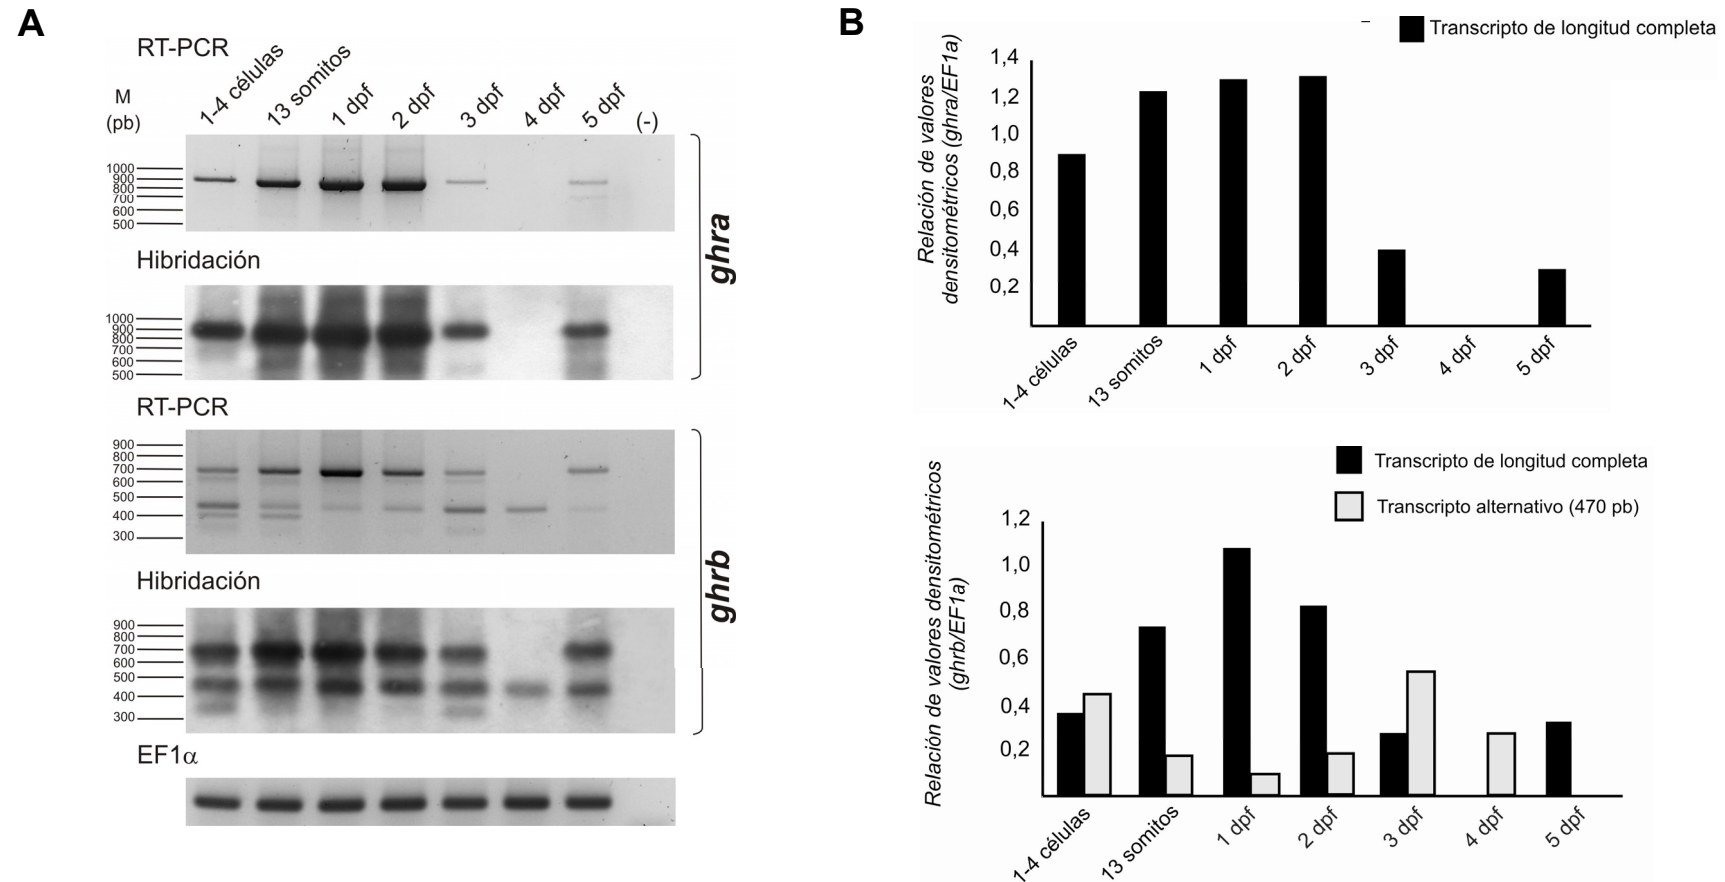 A
RT-PCR
M
(pb)
1-4 células
13 somitos
1 dpf
2 dpf
3 dpf
4 dpf
5 dpf
(-)
1000
900
800
700
600
500
ghra
Hibridación
1000
900
800
700
600
500
RT-PCR
900
800
700
600
500
400
300
ghrb
Hibridación
900
800
700
600
500
400
300
EF1α
B
Transcripto de longitud completa
Relación de valores
densitométricos (ghra/EF1a)
1,4
1,2
1,0
0,8
0,6
0,4
0,2
1-4 células
13 somitos
1 dpf
2 dpf
3 dpf
4 dpf
5 dpf
Transcripto de longitud completa
Transcripto alternativo (470 pb)
Relación de valores densitométricos
(ghrb/EF1a)
1,2
1,0
0,8
0,6
0,4
0,2
1-4 células
13 somitos
1 dpf
2 dpf
3 dpf
4 dpf
5 dpf